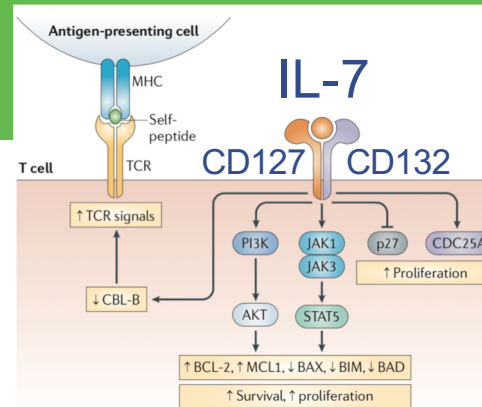 Antigen-presenting cell
MHC
Self-
peptide
TCR
T cell
IL-7
CD127
CD132
↑ TCR signals
PI3K
JAK1
JAK3
p27
CDC25A
↑ Proliferation
↓ CBL-B
AKT
STAT5
↑ BCL-2, ↑ MCL1, ↓ BAX, ↓ BIM, ↓ BAD
↑ Survival, ↑ proliferation